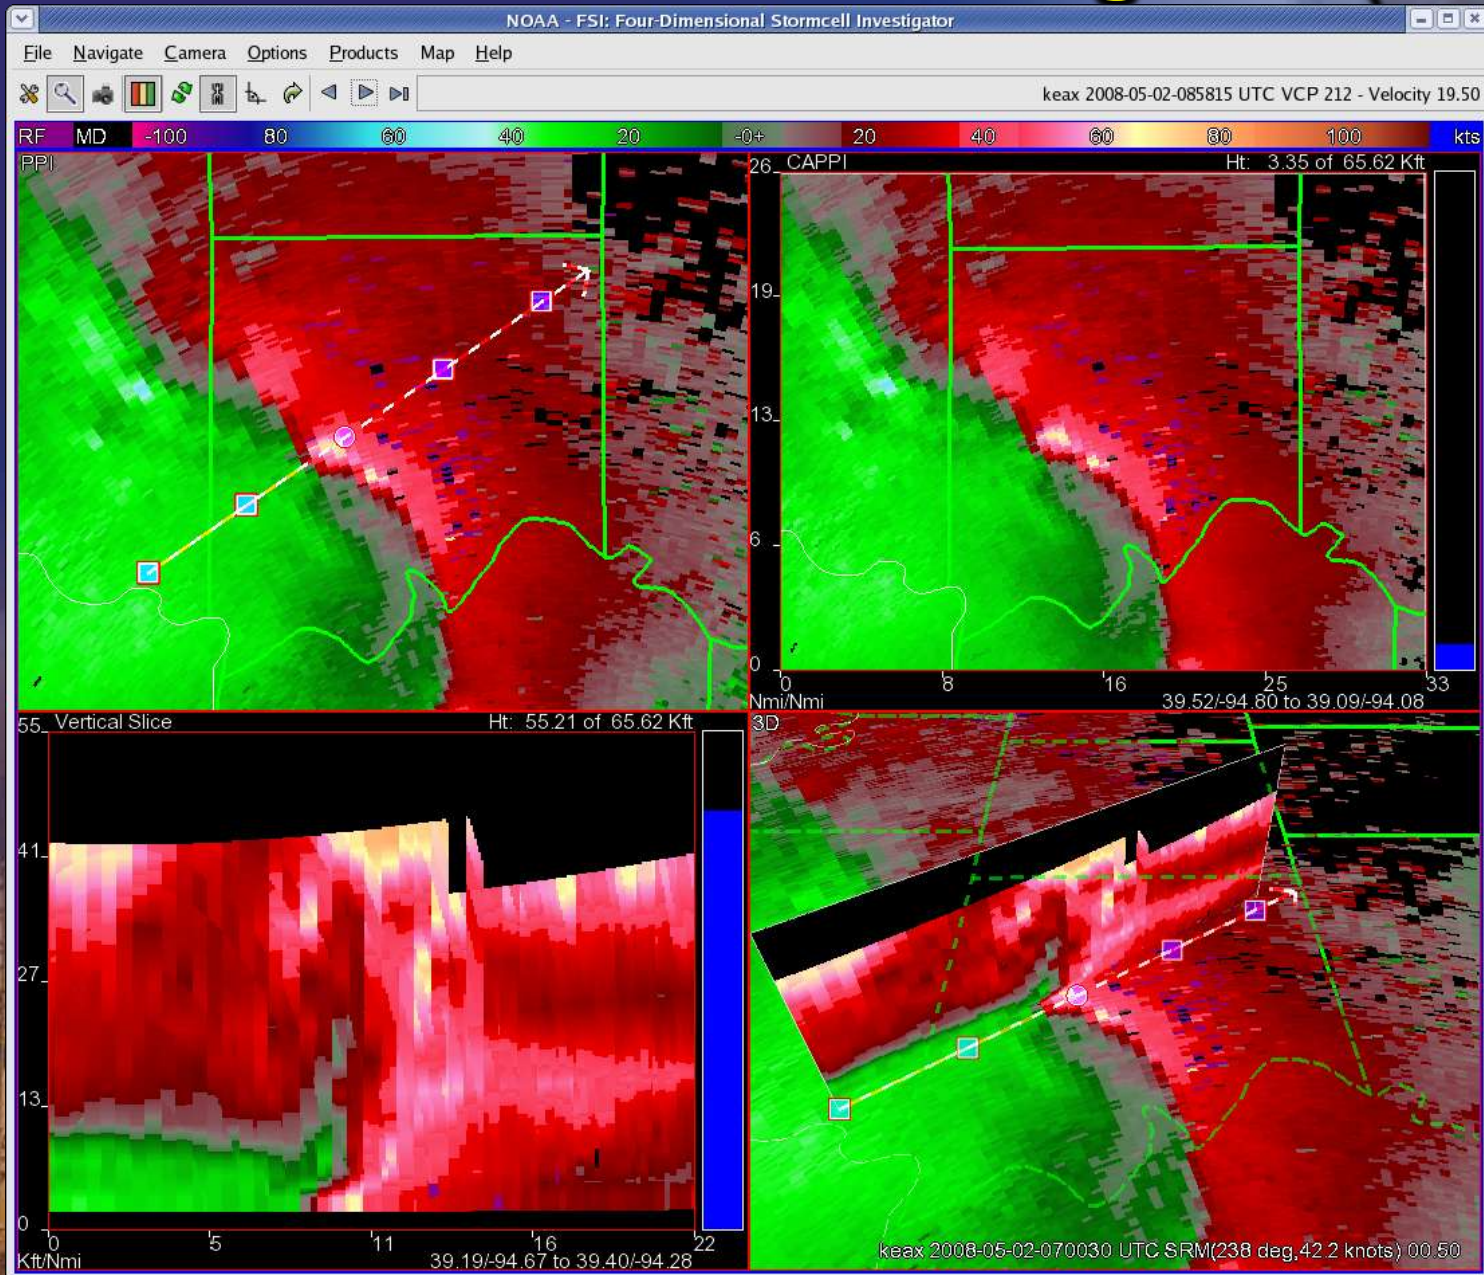 NOAA - FSI: Four-Dimensional Stormcell Investigator
File Navigate Camera Options Products Map Help
keax 2008-05-02-085815 UTC VCP 212 - Velocity 19.50
RF MD -100 80 60 40 20 -0+ 20 40 60 80 100 kts
PPI
26 CAPPI Ht: 3.35 of 65.62 Kft
19
13
6
0
0 8 16 25 33
Nmi/Nmi 39.52/-94.80 to 39.09/-94.08
55 Vertical Slice Ht: 55.21 of 65.62 Kft
41
27
13
0
0 5 11 16 22
Kft/Nmi 39.19/-94.67 to 39.40/-94.28
3D
keax 2008-05-02-070030 UTC SRM(238 deg,42.2 knots) 00.50